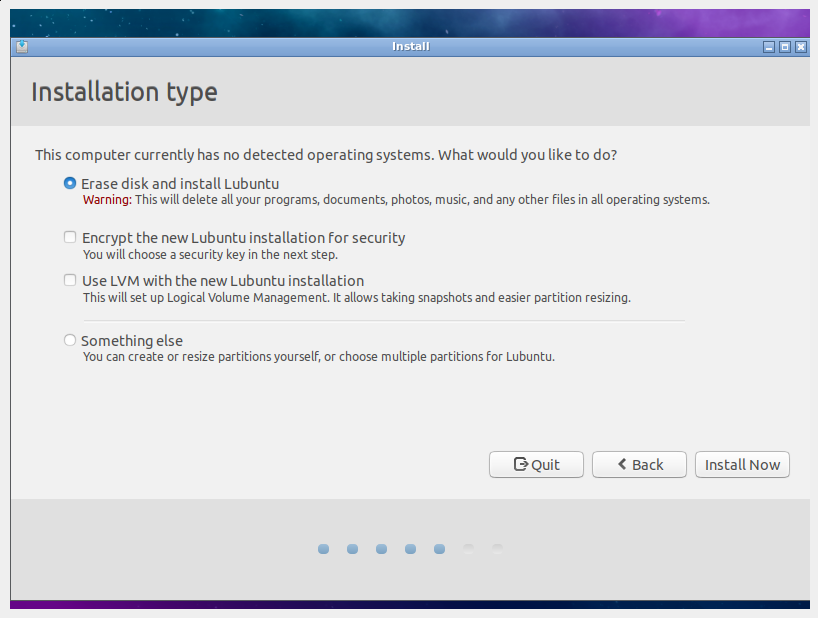 Install
Installation type
This computer currently has no detected operating systems. What would you like to do?
Erase disk and install Lubuntu
Warning: This will delete all your programs, documents, photos, music, and any other files in all operating systems.
Encrypt the new Lubuntu installation for security
You will choose a security key in the next step.
Use LVM with the new Lubuntu installation
This will set up Logical Volume Management. It allows taking snapshots and easier partition resizing.
Something else
You can create or resize partitions yourself, or choose multiple partitions for Lubuntu.
Quit Back Install Now